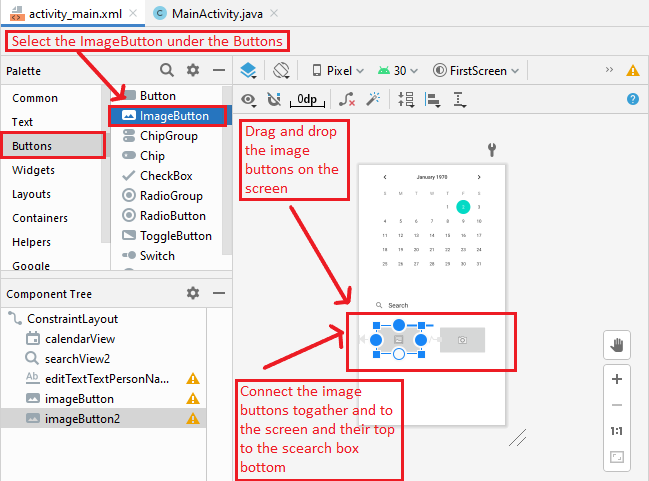 activity_main.xml
MainActivity.java
Select the ImageButton under the Buttons
Palette
Pixel
30
FirstScreen
Common
Text
Buttons
Widgets
Layouts
Containers
Helpers
Google
Button
ImageButton
ChipGroup
Chip
CheckBox
RadioGroup
RadioButton
ToggleButton
Switch
0dp
Drag and drop
the image
buttons on the
screen
January 1970
S M T W T F S
1 2 3
4 5 6 7 8 9 10
11 12 13 14 15 16 17
18 19 20 21 22 23 24
25 26 27 28 29 30 31
Search
Component Tree
ConstraintLayout
calendarView
searchView2
Ab editTextTextPersonNa...
imageButton
imageButton2
Connect the image
buttons togather and to
the screen and their top
to the scearch box
bottom
1:1